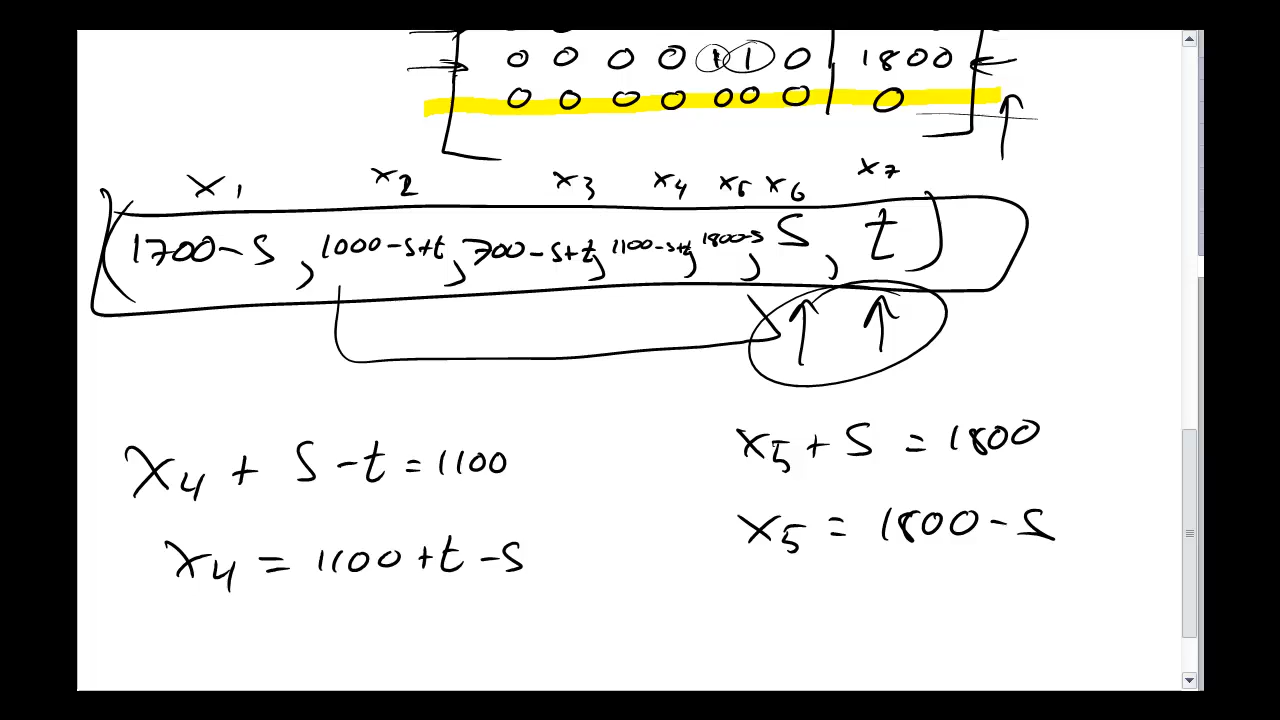 0 0 0 0 1 1 0 | 1800
0 0 0 0 0 0 0 | 0
x1 x2 x3 x4 x5 x6 x7
(1700-s, 1000-s+t, 700-s+t, 1100-s+t, 1800-s, s, t)
x4 + s - t = 1100
x5 + s = 1800
x4 = 1100 + t - s
x5 = 1800 - s